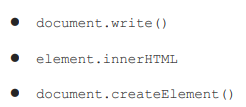 ● document.write()
● element.innerHTML
● document.createElement()